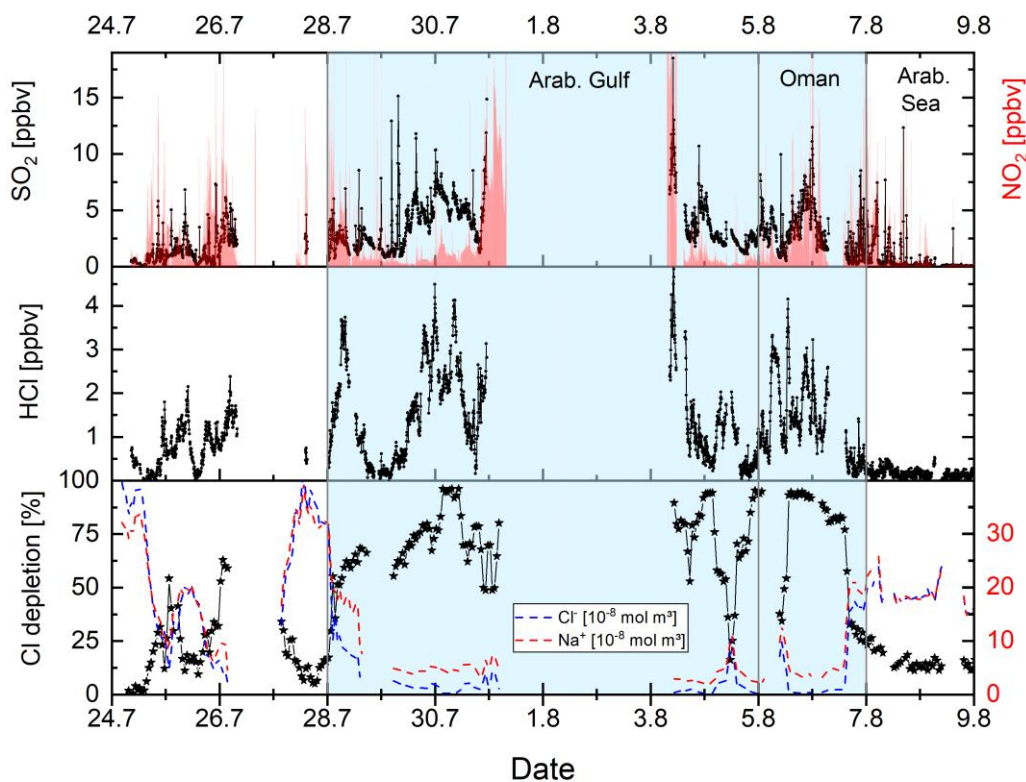 24.7 26.7 28.7 30.7 1.8 3.8 5.8 7.8 9.8
Arab. Gulf Oman Arab.
Sea
15
10
5
0
SO₂ [ppbv]
NO₂ [ppbv]
4
3
2
1
HCl [ppbv]
100
75
50
25
0
Cl depletion [%]
30
20
10
0
Cl⁻ [10⁻⁸ mol m³]
Na⁺ [10⁻⁸ mol m³]
24.7 26.7 28.7 30.7 1.8 3.8 5.8 7.8 9.8
Date